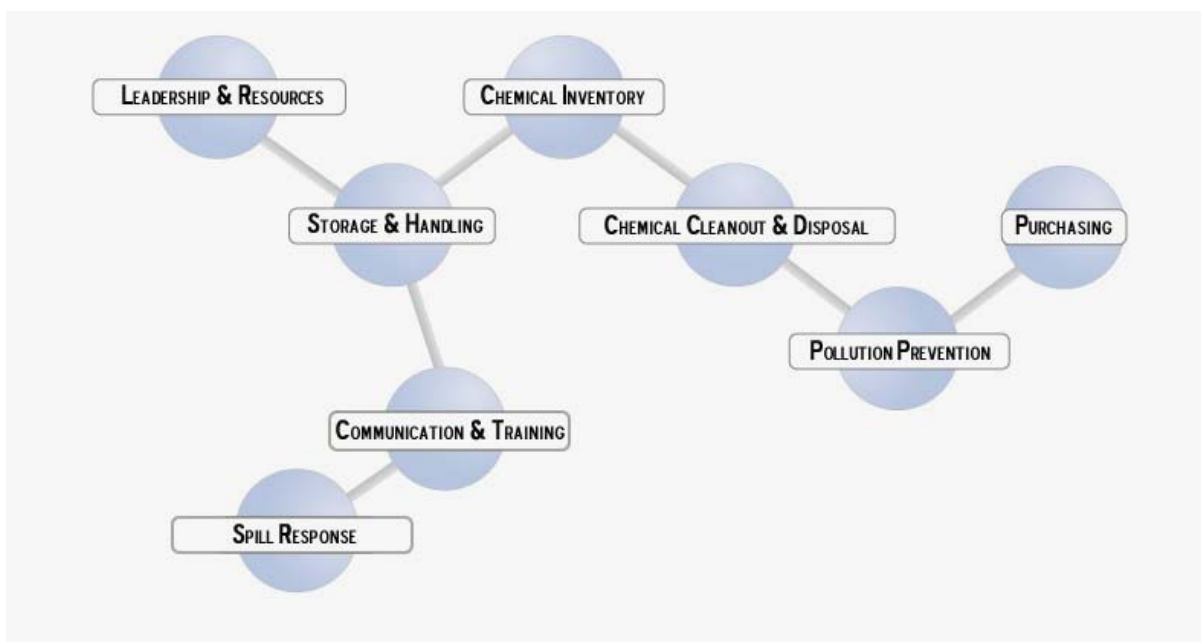 Leadership & Resources
Chemical Inventory
Storage & Handling
Chemical Cleanout & Disposal
Purchasing
Pollution Prevention
Communication & Training
Spill Response